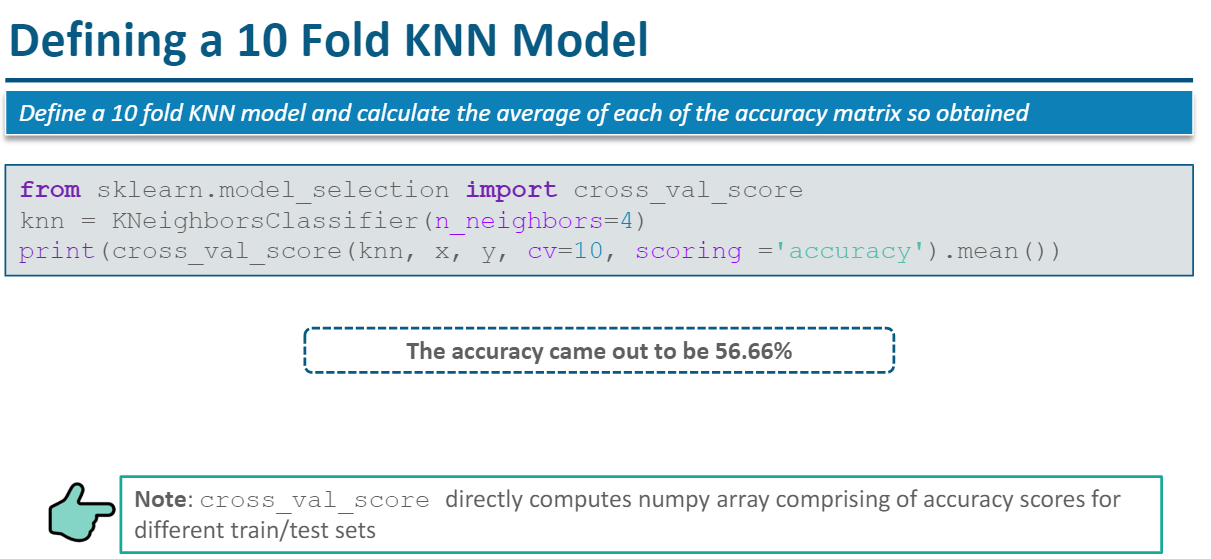 Defining a 10 Fold KNN Model
Define a 10 fold KNN model and calculate the average of each of the accuracy matrix so obtained
from sklearn.model_selection import cross_val_score
knn = KNeighborsClassifier(n_neighbors=4)
print(cross_val_score(knn, x, y, cv=10, scoring ='accuracy').mean())
The accuracy came out to be 56.66%
Note: cross_val_score directly computes numpy array comprising of accuracy scores for
different train/test sets